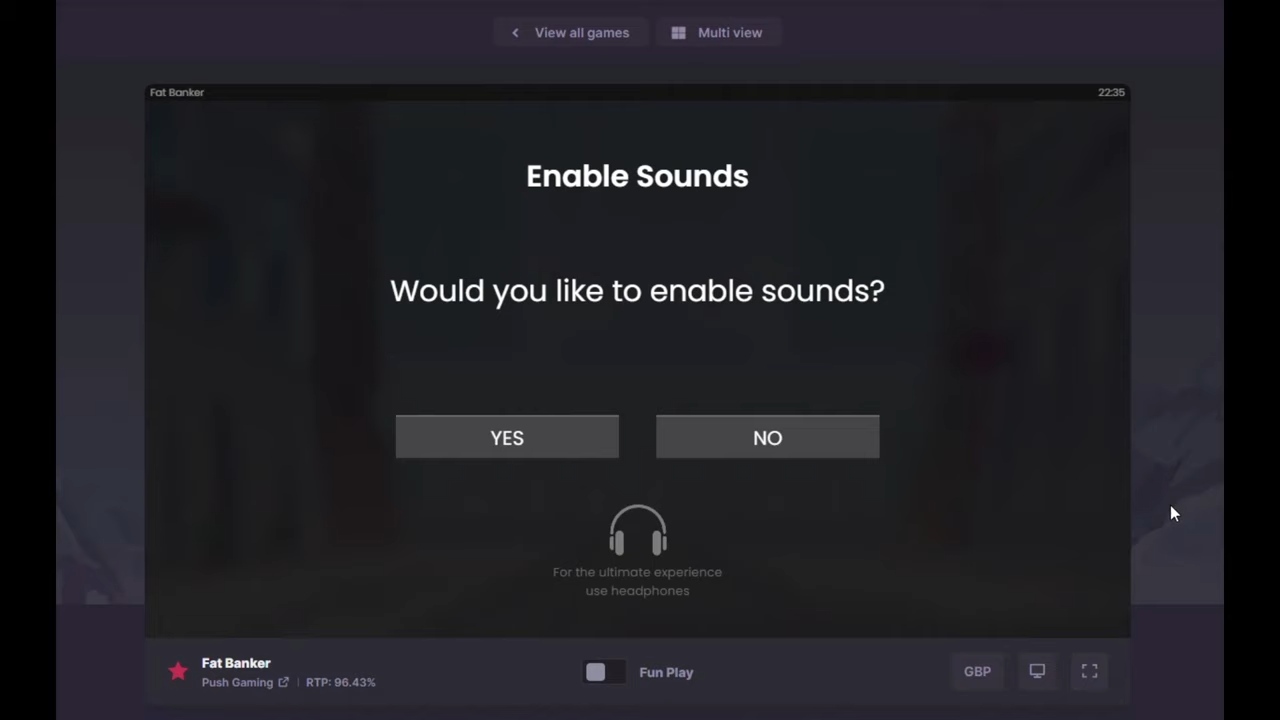 View all games
Multi view
Fat Banker
22:35
Enable Sounds
Would you like to enable sounds?
YES
NO
For the ultimate experience
use headphones
Fat Banker
Push Gaming
RTP: 96.43%
Fun Play
GBP